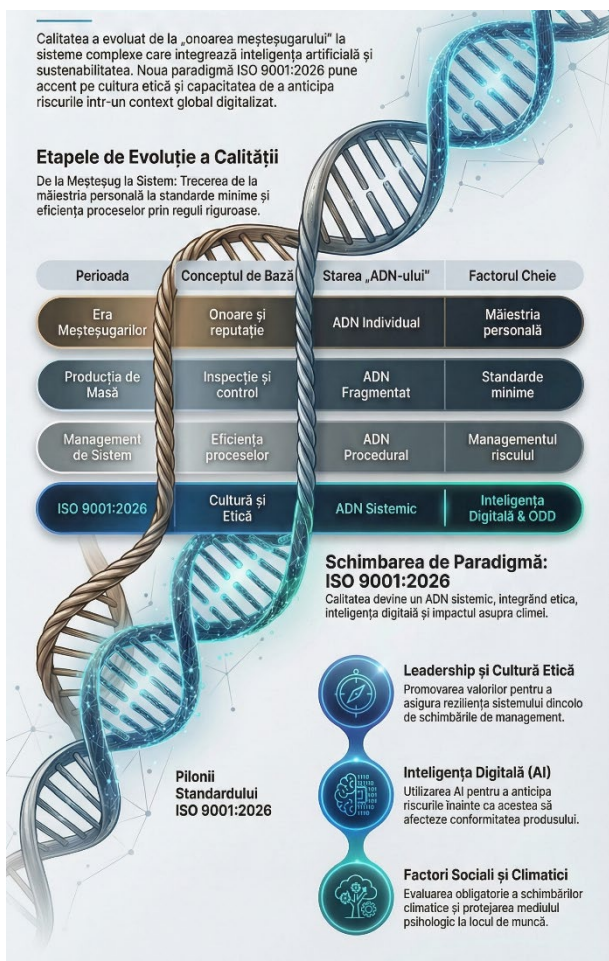 Calitatea a evoluat de la „onoarea meșteșugarului” la
sisteme complexe care integrează inteligența artificială și
sustenabilitatea. Noua paradigmă ISO 9001:2026 pune
accent pe cultura etică și capacitatea de a anticipa
riscurile intr-un context global digitalizat.
Etapele de Evoluție a Calității
De la Meșteșug la Sistem: Trecerea de la
măiestria personală la standarde minime și
eficiența proceselor prin reguli riguroase.
Perioada Conceptul de Bază Starea „ADN-ului” Factorul Cheie
Era
Meșteșugarilor
Onoare și
reputație
ADN Individual
Măiestria
personală
Producția de
Masă
Inspecție și
control
ADN
Fragmentat
Standarde
minime
Management
de Sistem
Eficiența
proceselor
ADN
Procedural
Managementul
riscului
ISO 9001:2026
Cultură și
Etică
ADN Sistemic
Inteligența
Digitală & ODD
Schimbarea de Paradigmă:
ISO 9001:2026
Calitatea devine un ADN sistemic, integrând etica,
inteligența digitaiă și impactul asupra climei.
Pilonii
Standardului
ISO 9001:2026
Leadership și Cultură Etică
Promovarea valorilor pentru a
asigura reziliența sistemului dincolo
de schimbările de management.
Inteligența Digitală (AI)
Utilizarea AI pentru a anticipa
riscurile înainte ca acestea să
afecteze conformitatea produsului.
Factori Sociali și Climatici
Evaluarea obligatorie a schimbărilor
climatice și protejarea mediului
psihologic la locul de muncă.